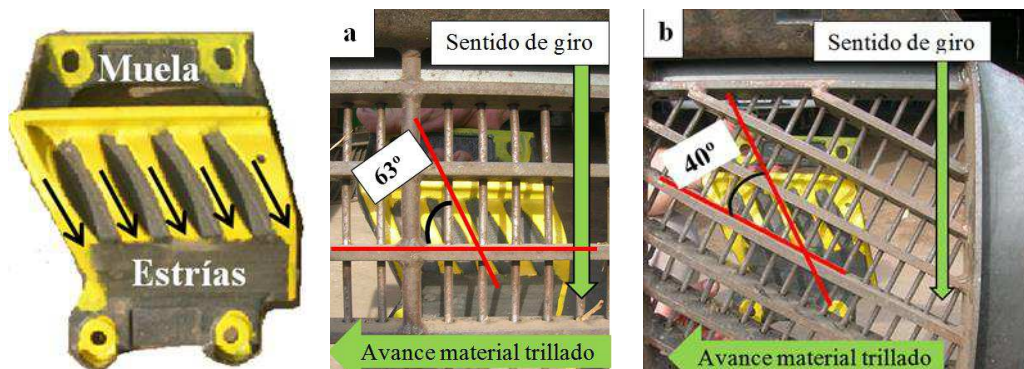 Muela
Estrías
a
Sentido de giro
63º
Avance material trillado
b
Sentido de giro
40º
Avance material trillado